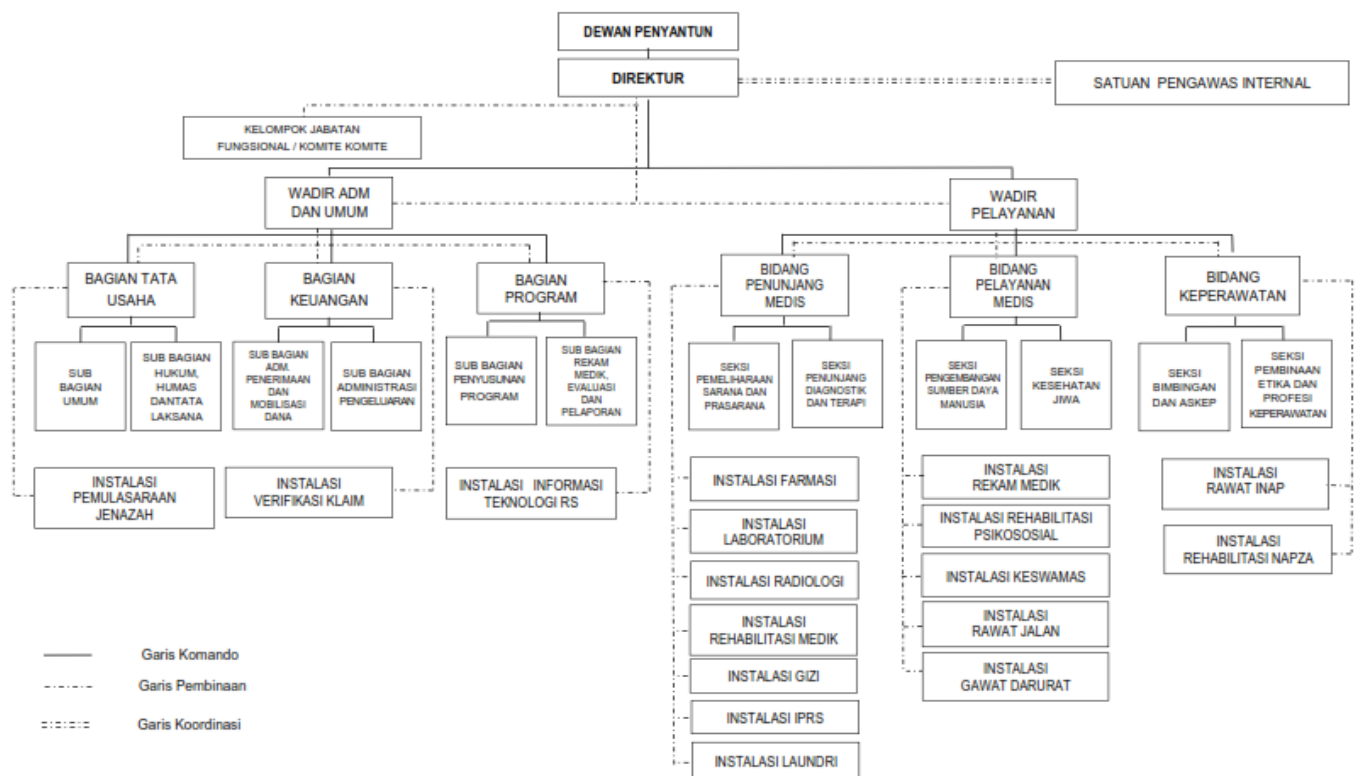 DEWAN PENYANTUN
DIREKTUR
SATUAN PENGAWAS INTERNAL
KELOMPOK JABATAN
FUNGSIONAL / KOMITE KOMITE
WADIR ADM
DAN UMUM
WADIR
PELAYANAN
BAGIAN TATA
USAHA
BAGIAN
KEUANGAN
BAGIAN
PROGRAM
BIDANG
PENUNJANG
MEDIS
BIDANG
PELAYANAN
MEDIS
BIDANG
KEPERAWATAN
SUB
BAGIAN
UMUM
SUB BAGIAN
HUKUM,
HUMAS
DANTATA
LAKSANA
SUB
BAGIAN
ADM.
PENERIMAAN
DAN
MOBILISASI
DANA
SUB
BAGIAN
ADMINISTRASI
PENGELUARAN
SUB BAGIAN
PENYUSUNAN
PROGRAM
SUB BAGIAN
REKAM
MEDIK,
EVALUASI
DAN
PELAPORAN
SEKSI
PEMELIHARAAN
SARANA DAN
PRASARANA
SEKSI
PENUNJANG
DIAGNOSTIK
DAN TERAPI
SEKSI
PENGEMBANGAN
SUMBER DAYA
MANUSIA
SEKSI
KESEHATAN
JIWA
SEKSI
BIMBINGAN
DAN ASKEP
SEKSI
PEMBINAAN
ETIKA DAN
PROFESI
KEPERAWATAN
INSTALASI
PEMULASARAAN
JENAZAH
INSTALASI
VERIFIKASI KLAIM
INSTALASI INFORMASI
TEKNOLOGI RS
INSTALASI FARMASI
INSTALASI
LABORATORIUM
INSTALASI RADIOLOGI
INSTALASI
REHABILITASI MEDIK
INSTALASI GIZI
INSTALASI IPRS
INSTALASI LAUNDRI
INSTALASI
REKAM MEDIK
INSTALASI REHABILITASI
PSIKOSOSIAL
INSTALASI KESWAMAS
INSTALASI
RAWAT JALAN
INSTALASI
GAWAT DARURAT
INSTALASI
RAWAT INAP
INSTALASI
REHABILITASI NAPZA
Garis Komando
Garis Pembinaan
Garis Koordinasi